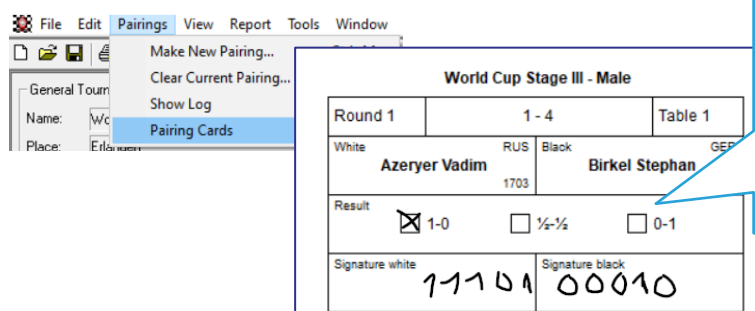 File Edit Pairings View Report Tools Window
Make New Pairing...
Clear Current Pairing...
Show Log
Pairing Cards
General Tourn
Name:
Place: Erlangen
World Cup Stage III - Male
Round 1 1 - 4 Table 1
White RUS Black GER
Azeryer Vadim Birkel Stephan
1703
Result
1-0 ½-½ 0-1
Signature white Signature black
11101 00010